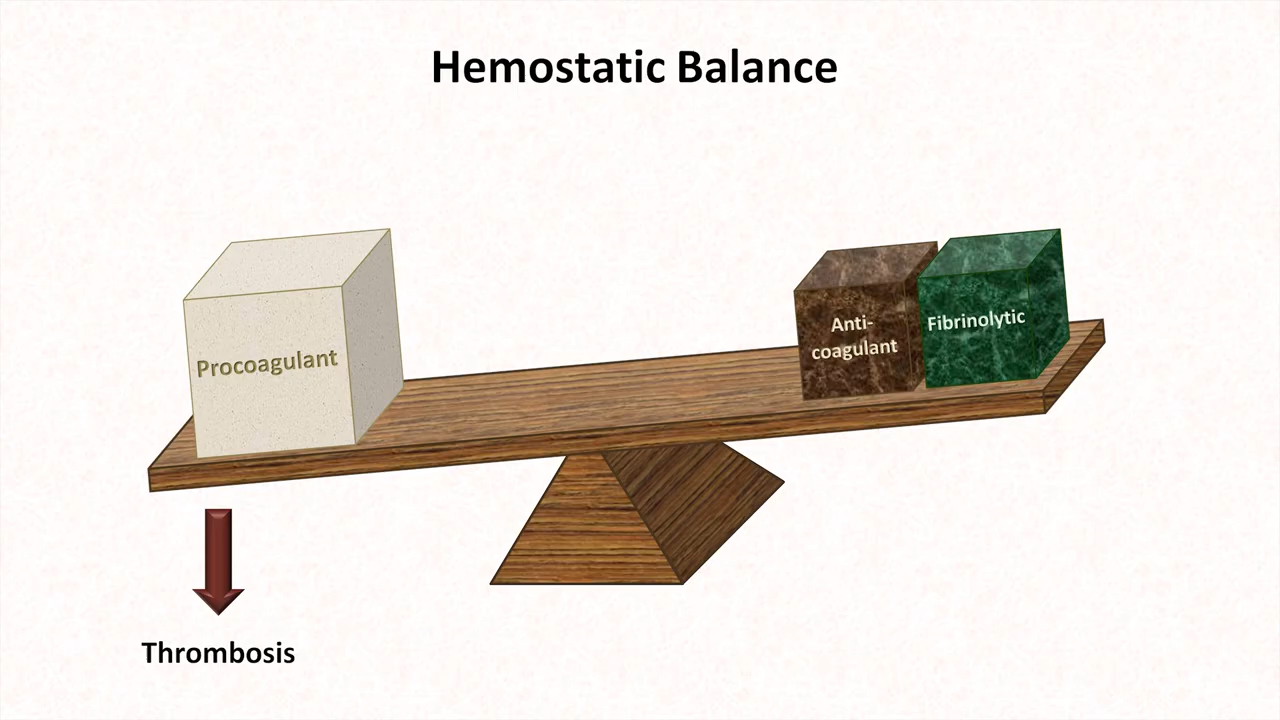 Hemostatic Balance
Procoagulant
Anti-
coagulant
Fibrinolytic
Thrombosis